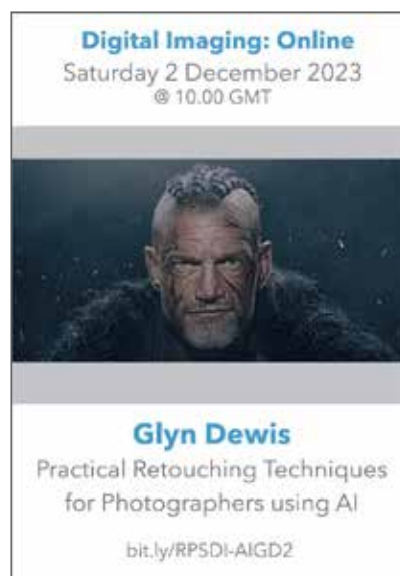 Digital Imaging: Online
Saturday 2 December 2023
@ 10.00 GMT
Glyn Dewis
Practical Retouching Techniques
for Photographers using AI
bit.ly/RPSDI-AIGD2